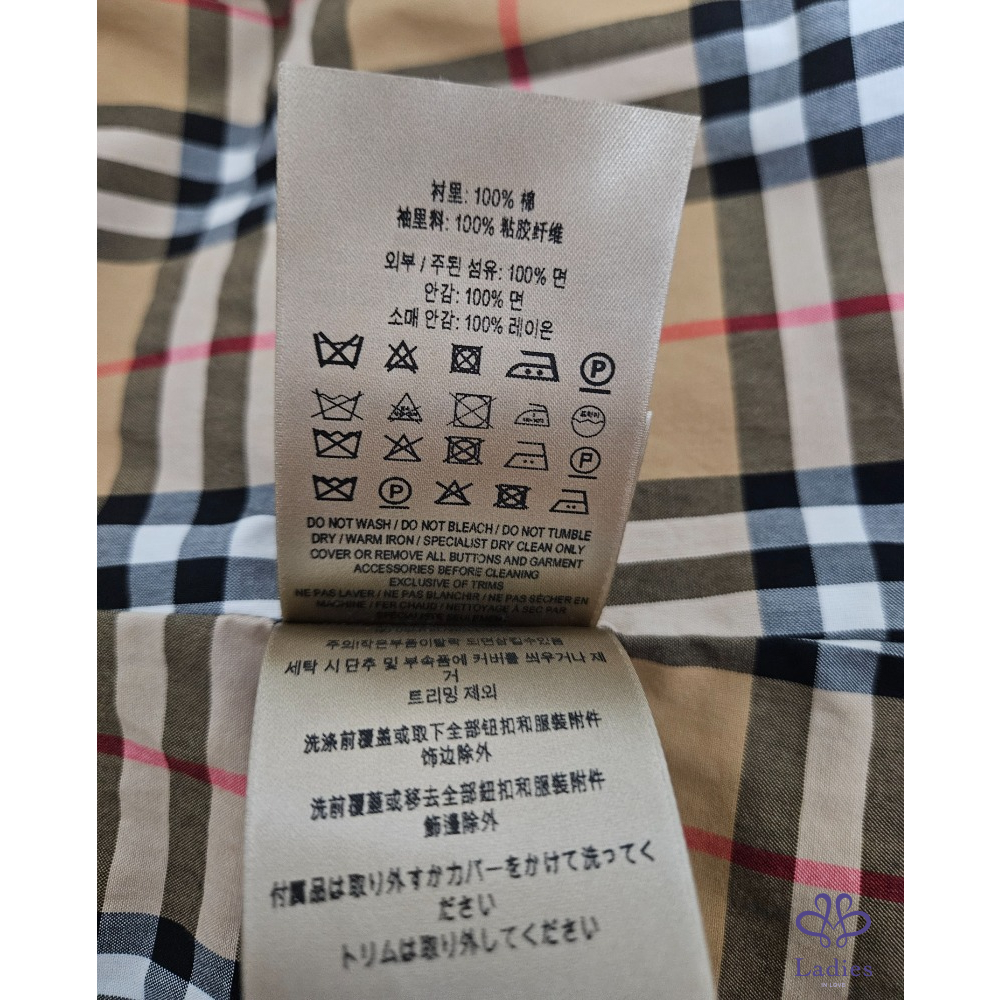 衬里: 100% 棉
袖里料: 100% 粘胶纤维
외부 / 주된 섬유: 100% 면
안감: 100% 면
소매 안감: 100% 레이온
P
P
P
DO NOT WASH / DO NOT BLEACH / DO NOT TUMBLE
DRY / WARM IRON / SPECIALIST DRY CLEAN ONLY
COVER OR REMOVE ALL BUTTONS AND GARMENT
ACCESSORIES BEFORE CLEANING
EXCLUSIVE OF TRIMS
NE PAS LAVER / NE PAS BLANCHIR / NE PAS SÉCHER EN
MACHINE / FER CHAUD / NETTOYAGE À SEC PAR
세탁 시 단추 및 부속품에 커버를 씌우거나 제
거
트리밍 제외
洗涤前覆盖或取下全部钮扣和服装附件
饰边除外
洗前覆蓋或移去全部鈕扣和服裝附件
飾邊除外
付属品は取り外すかカバーをかけて洗ってく
ださい
トリムは取り外してください
Ladies
IN LOVE